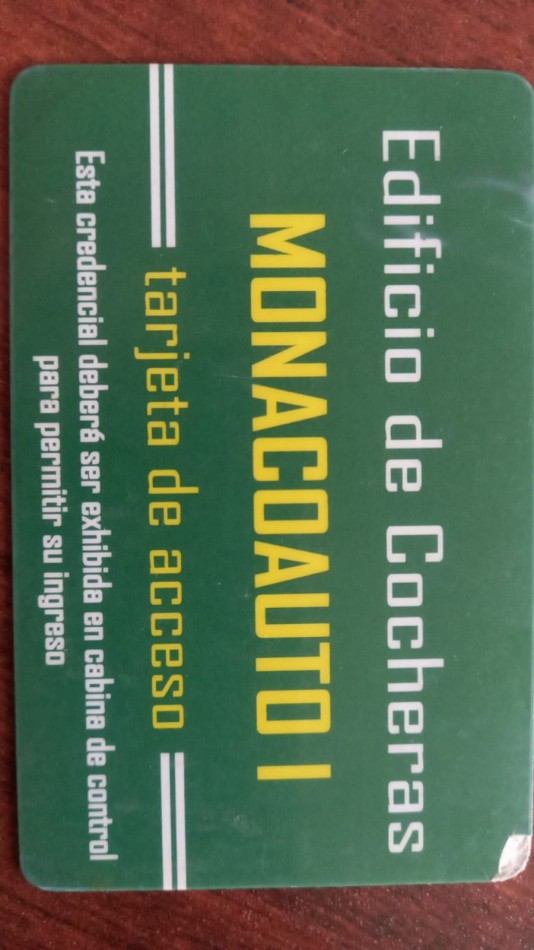 Edificio de Cocheras
MONACOAUTO I
tarjeta de acceso
Esta credencial deberá ser exhibida en cabina de control
para permitir su ingreso